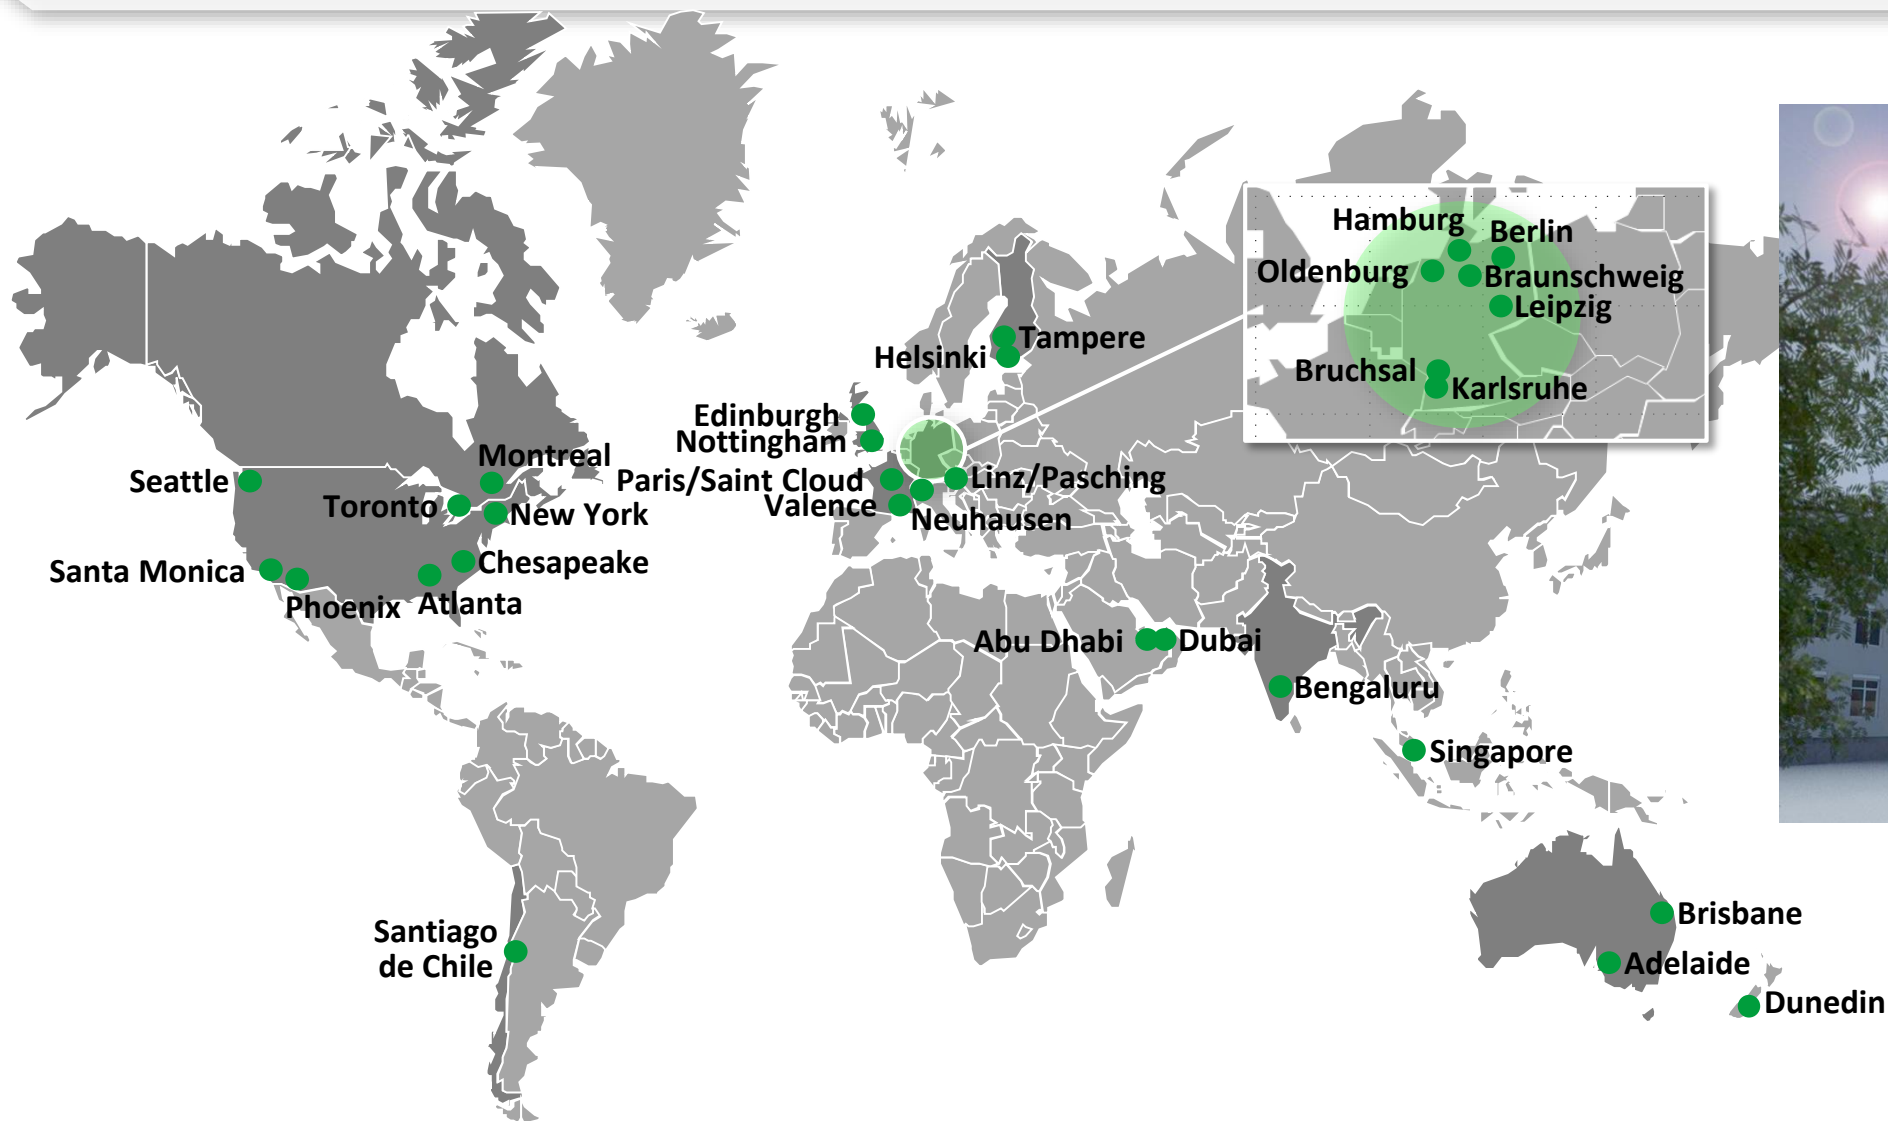 Hamburg
Berlin
Oldenburg
Braunschweig
Leipzig
Bruchsal
Karlsruhe
Tampere
Helsinki
Edinburgh
Nottingham
Paris/Saint Cloud
Linz/Pasching
Valence
Neuhausen
Montreal
Seattle
Toronto
New York
Chesapeake
Santa Monica
Phoenix
Atlanta
Abu Dhabi
Dubai
Bengaluru
Singapore
Santiago
de Chile
Brisbane
Adelaide
Dunedin